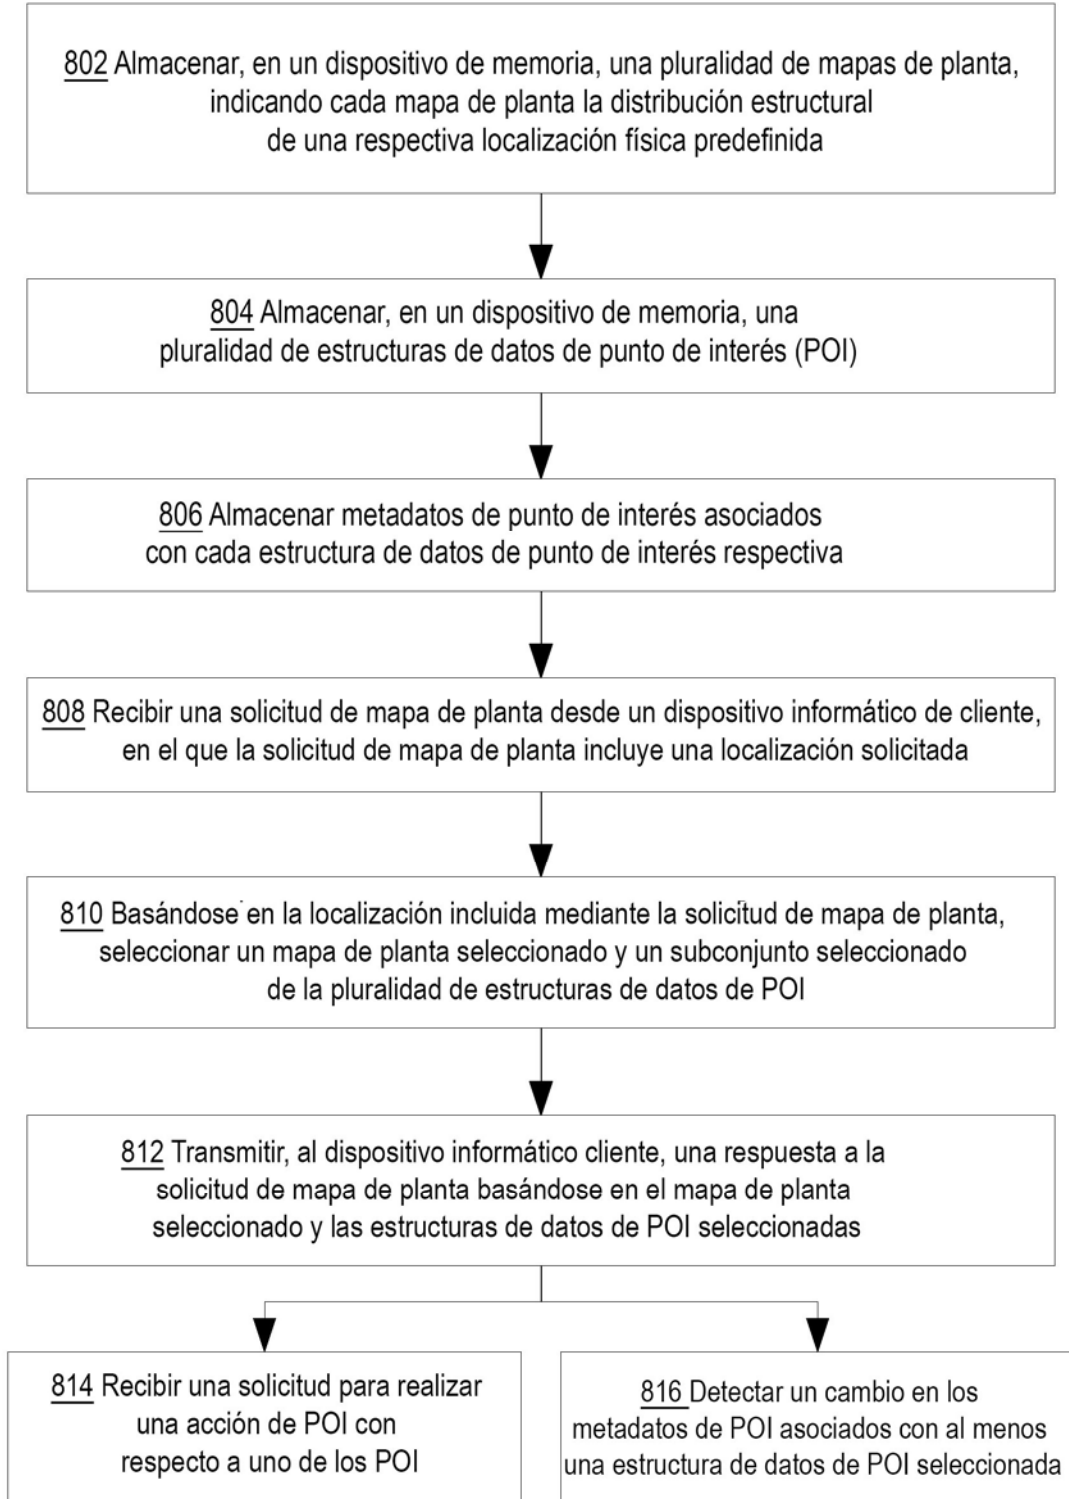 802 Almacenar, en un dispositivo de memoria, una pluralidad de mapas de planta,
indicando cada mapa de planta la distribución estructural
de una respectiva localización física predefinida
804 Almacenar, en un dispositivo de memoria, una
pluralidad de estructuras de datos de punto de interés (POI)
806 Almacenar metadatos de punto de interés asociados
con cada estructura de datos de punto de interés respectiva
808 Recibir una solicitud de mapa de planta desde un dispositivo informático de cliente,
en el que la solicitud de mapa de planta incluye una localización solicitada
810 Basándose en la localización incluida mediante la solicitud de mapa de planta,
seleccionar un mapa de planta seleccionado y un subconjunto seleccionado
de la pluralidad de estructuras de datos de POI
812 Transmitir, al dispositivo informático cliente, una respuesta a la
solicitud de mapa de planta basándose en el mapa de planta
seleccionado y las estructuras de datos de POI seleccionadas
814 Recibir una solicitud para realizar
una acción de POI con
respecto a uno de los POI
816 Detectar un cambio en los
metadatos de POI asociados con al menos
una estructura de datos de POI seleccionada